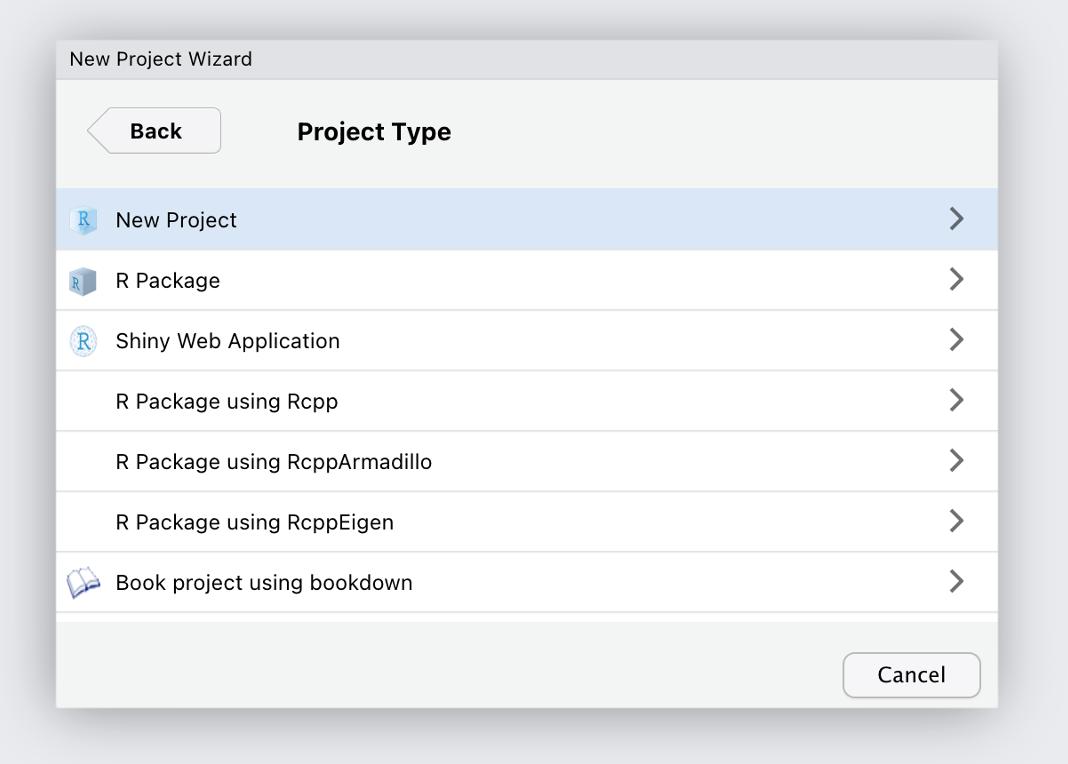 New Project Wizard
Back
Project Type
R New Project
R R Package
R Shiny Web Application
R Package using Rcpp
R Package using RcppArmadillo
R Package using RcppEigen
Book project using bookdown
Cancel